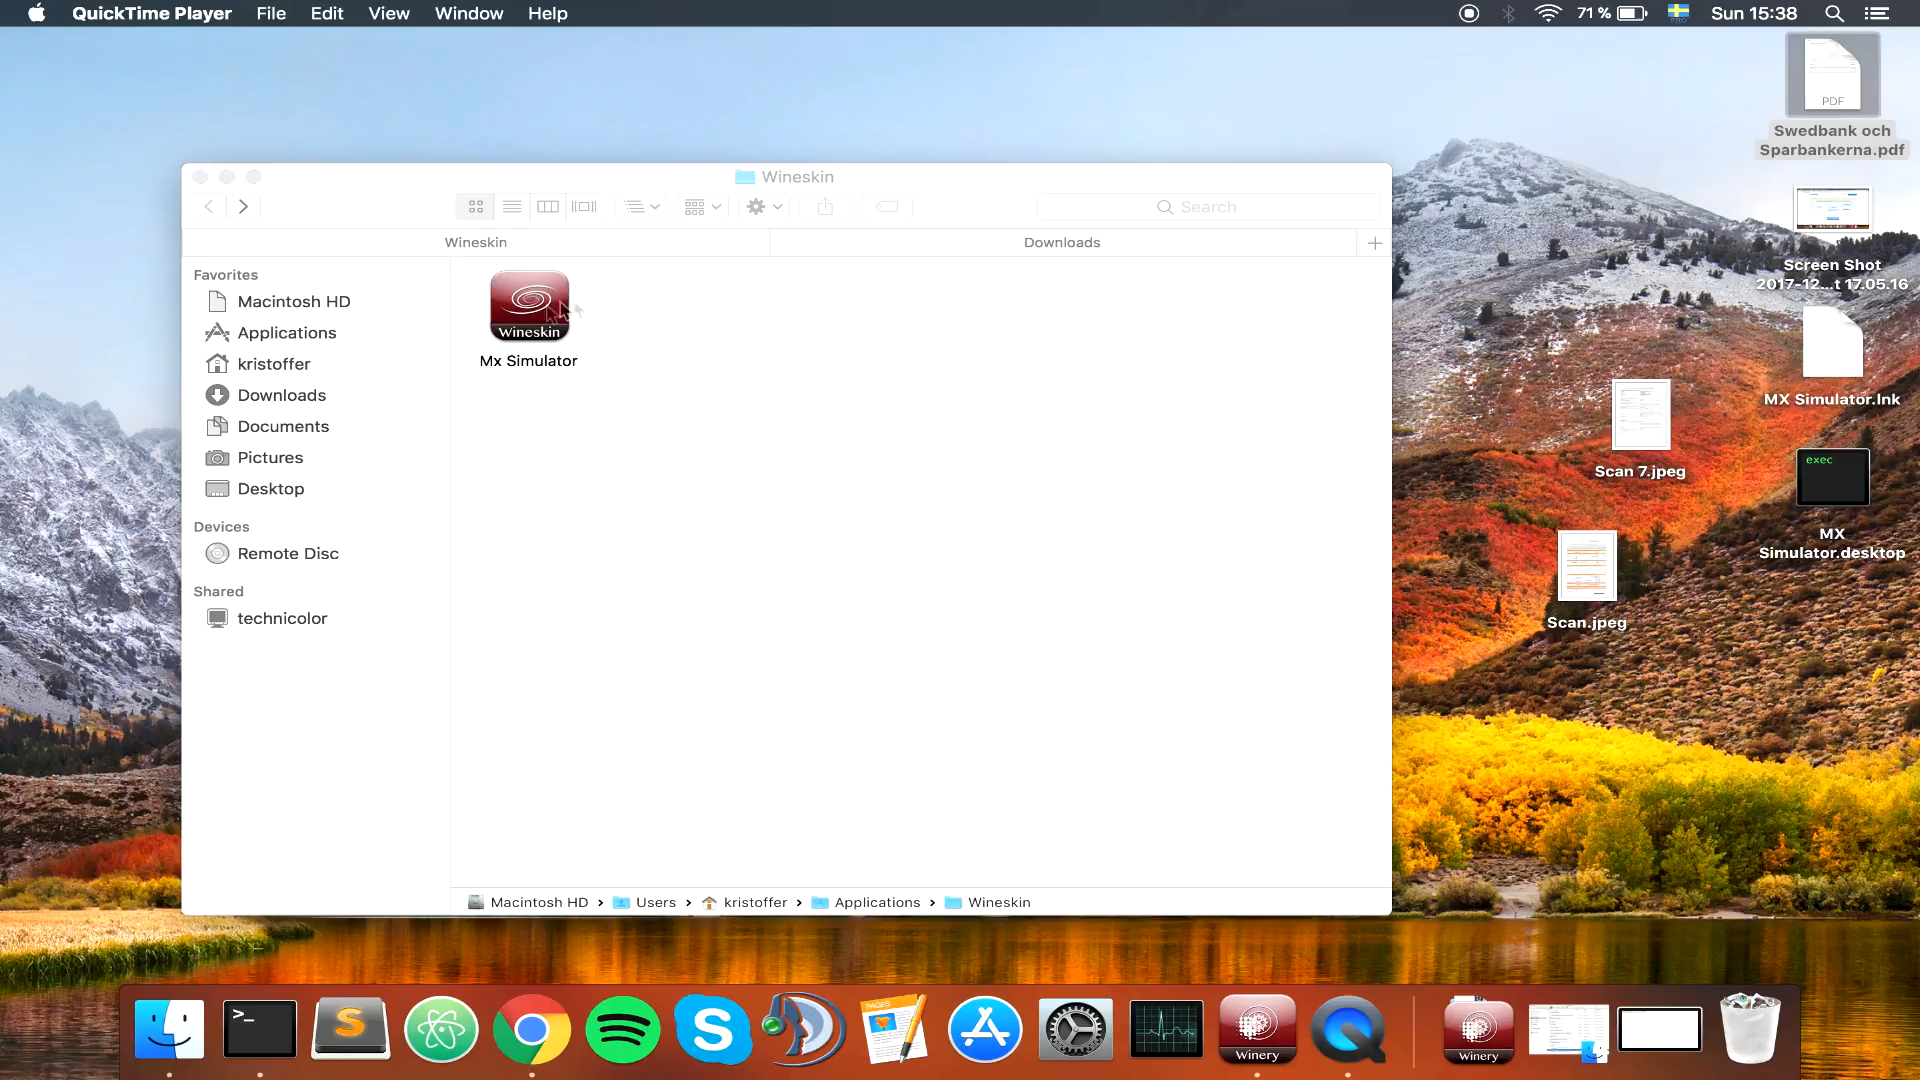 QuickTime Player File Edit View Window Help
71 % Sun 15:38
PDF
Swedbank och
Sparbankerna.pdf
Wineskin
Search
Wineskin Downloads
Favorites
Macintosh HD
Applications
kristoffer
Downloads
Documents
Pictures
Desktop
Devices
Remote Disc
Shared
technicolor
Wineskin
Mx Simulator
Macintosh HD › Users › kristoffer › Applications › Wineskin
Screen Shot
2017-12...t 17.05.16
MX Simulator.lnk
Scan 7.jpeg
exec
MX
Simulator.desktop
Scan.jpeg
>_
S
S
PAGES
Winery
Winery